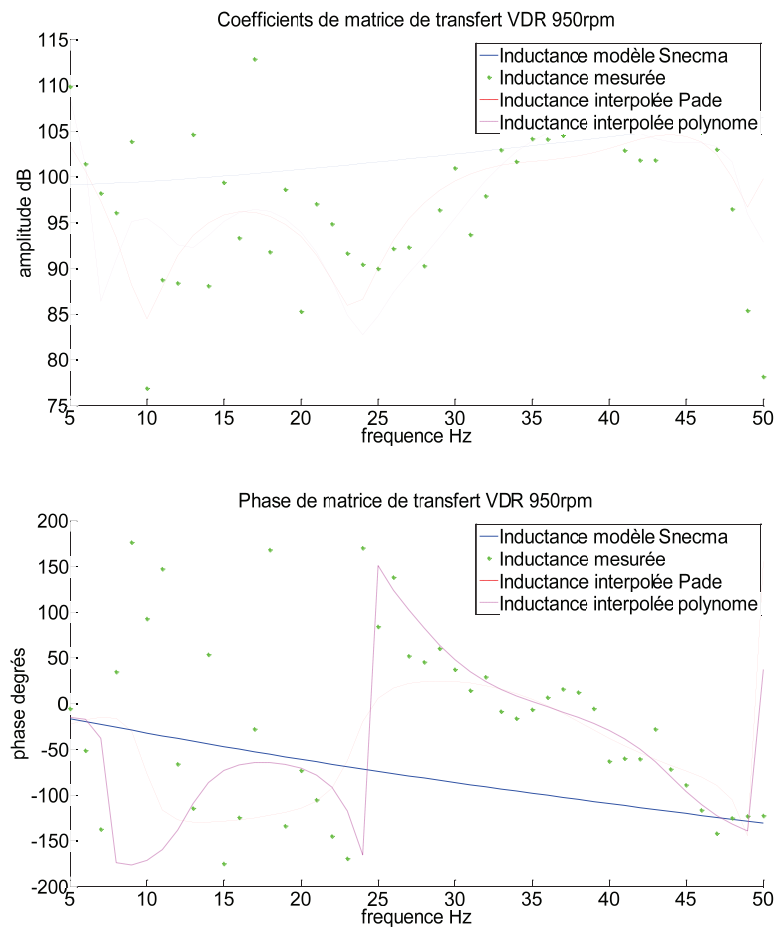 Coefficients de matrice de transfert VDR 950rpm
115
110
105
100
95
90
85
80
75
amplitude dB
Inductance modèle Snecma
Inductance mesurée
Inductance interpolée Pade
Inductance interpolée polynome
5 10 15 20 25 30 35 40 45 50
frequence Hz
Phase de matrice de transfert VDR 950rpm
200
150
100
50
0
-50
-100
-150
-200
phase degrés
Inductance modèle Snecma
Inductance mesurée
Inductance interpolée Pade
Inductance interpolée polynome
5 10 15 20 25 30 35 40 45 50
frequence Hz